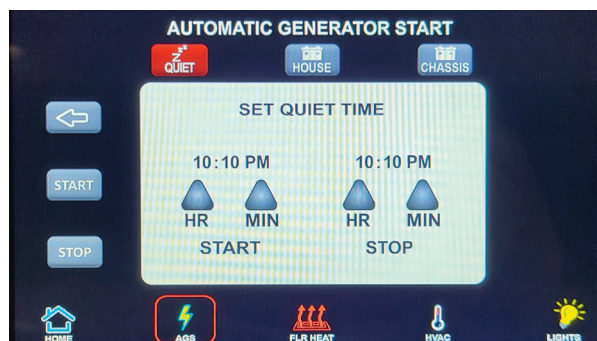 AUTOMATIC GENERATOR START
Z zz
QUIET
HOUSE
CHASSIS
SET QUIET TIME
10:10 PM 10:10 PM
START
HR MIN HR MIN
START STOP
STOP
HOME AGS FLR HEAT HVAC LIGHTS